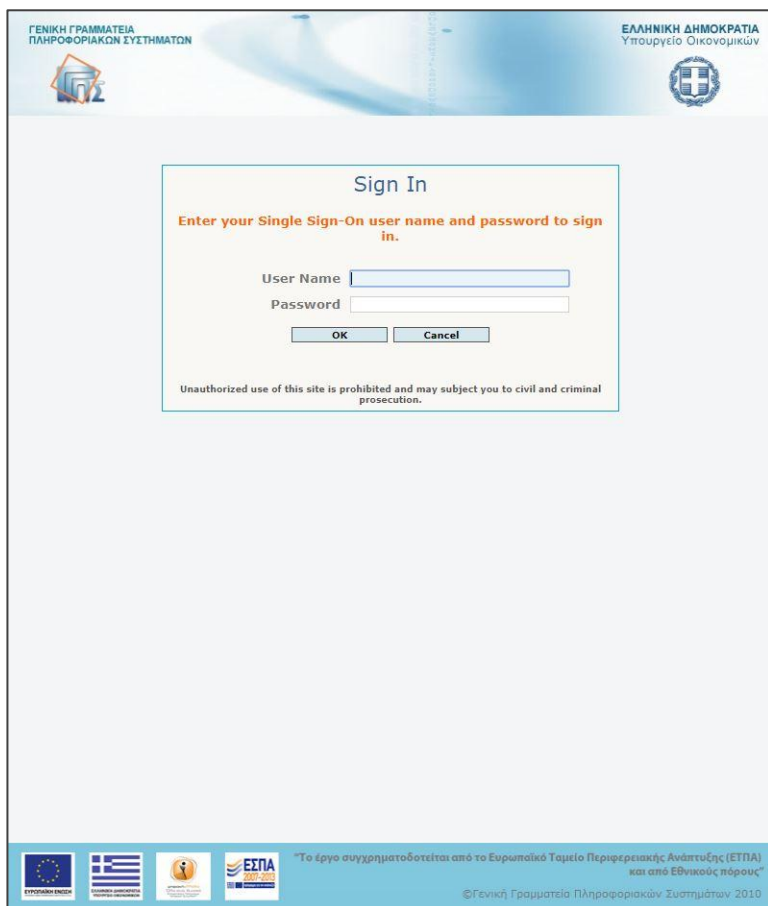 ΓΕΝΙΚΗ ΓΡΑΜΜΑΤΕΙΑ
ΠΛΗΡΟΦΟΡΙΑΚΩΝ ΣΥΣΤΗΜΑΤΩΝ
ΕΛΛΗΝΙΚΗ ΔΗΜΟΚΡΑΤΙΑ
Υπουργείο Οικονομικών
Sign In
Enter your Single Sign-On user name and password to sign
in.
User Name
Password
OK Cancel
Unauthorized use of this site is prohibited and may subject you to civil and criminal
prosecution.
"Το έργο συγχρηματοδοτείται από το Ευρωπαϊκό Ταμείο Περιφερειακής Ανάπτυξης (ΕΤΠΑ)
και από Εθνικούς πόρους"
ΕΥΡΩΠΑΪΚΗ ΕΝΩΣΗ
ΕΣΠΑ
2007-2013
©Γενική Γραμματεία Πληροφοριακών Συστημάτων 2010